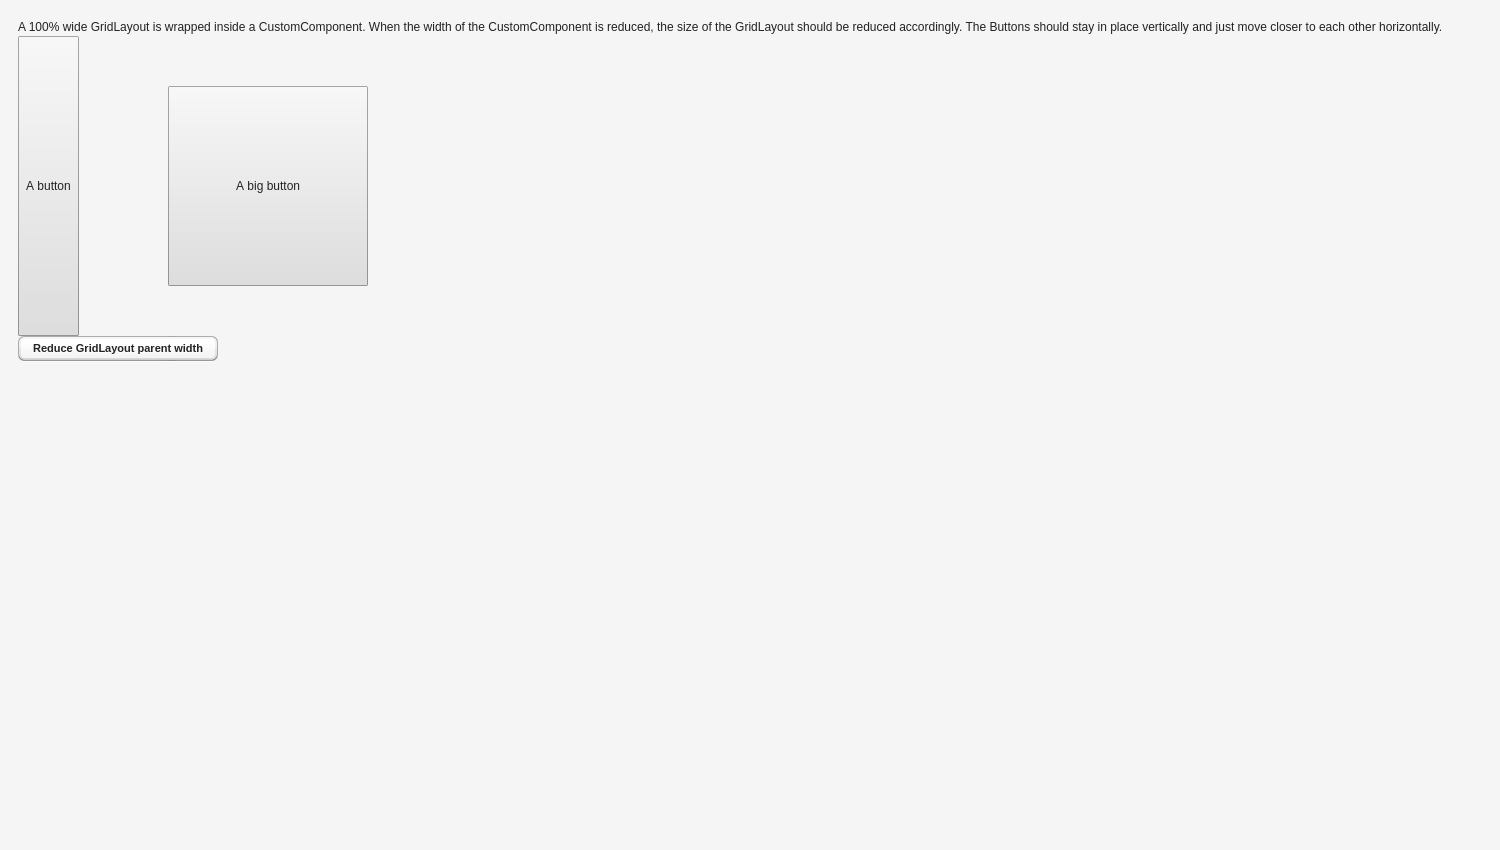 A 100% wide GridLayout is wrapped inside a CustomComponent. When the width of the CustomComponent is reduced, the size of the GridLayout should be reduced accordingly. The Buttons should stay in place vertically and just move closer to each other horizontally.
A button
A big button
Reduce GridLayout parent width